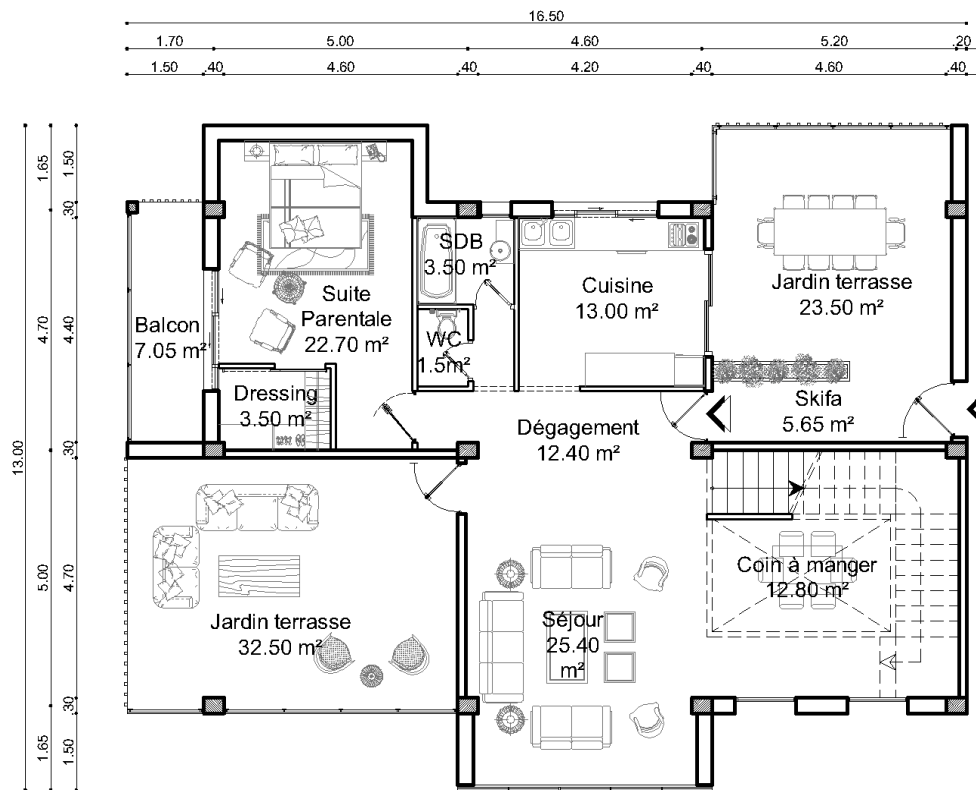 16.50
1.70 5.00 4.60 5.20 .20
1.50 .40 4.60 .40 4.20 .40 4.60 .40
13.00
1.65 4.70 5.00 1.65
1.50 .30 4.40 .30 4.70 .30 1.50
SDB
3.50 m²
Cuisine
13.00 m²
Jardin terrasse
23.50 m²
Suite
Parentale
22.70 m²
Balcon
7.05 m²
WC
1.5m²
Dressing
3.50 m²
Skifa
5.65 m²
Dégagement
12.40 m²
Coin à manger
12.80 m²
Jardin terrasse
32.50 m²
Séjour
25.40
m²